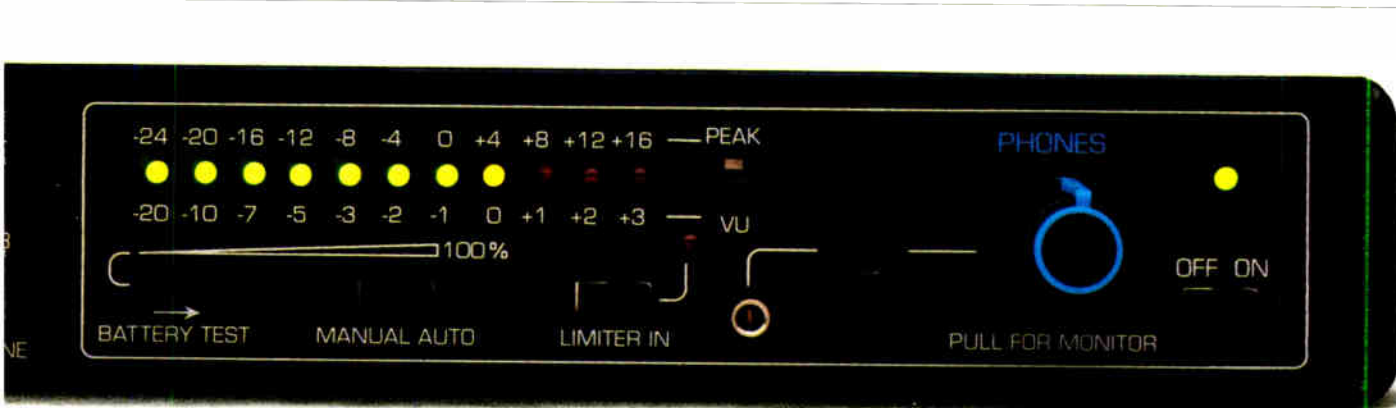 -24 -20 -16 -12 -8 -4 0 +4 +8 +12 +16 PEAK
PHONES
-20 -10 -7 -5 -3 -2 -1 0 +1 +2 +3 VU
100%
OFF ON
BATTERY TEST MANUAL AUTO LIMITER IN PULL FOR MONITOR
NE